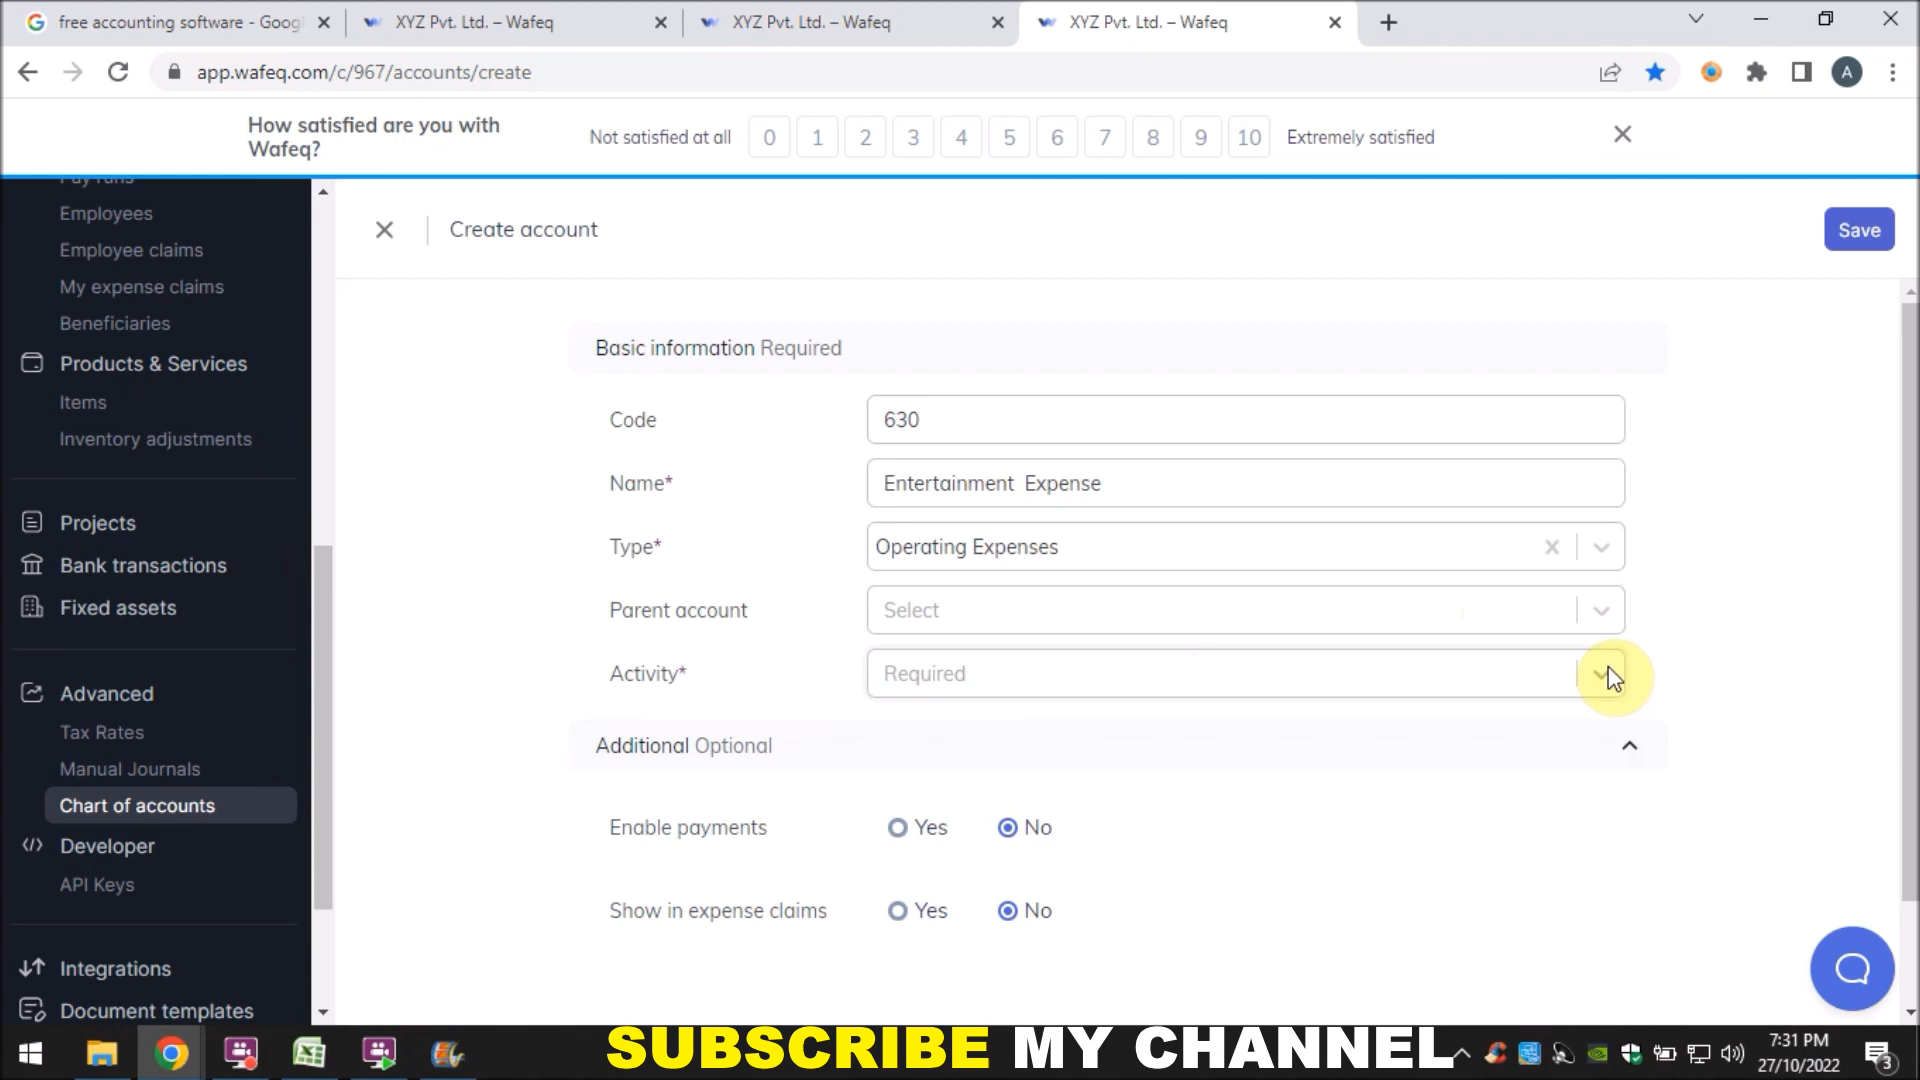 free accounting software - Goog
XYZ Pvt. Ltd. – Wafeq
XYZ Pvt. Ltd. – Wafeq
XYZ Pvt. Ltd. – Wafeq
app.wafeq.com/c/967/accounts/create
A
How satisfied are you with
Wafeq?
Not satisfied at all 0 1 2 3 4 5 6 7 8 9 10 Extremely satisfied
Pay runs
Employees
Employee claims
My expense claims
Beneficiaries
Products & Services
Items
Inventory adjustments
Projects
Bank transactions
Fixed assets
Advanced
Tax Rates
Manual Journals
Chart of accounts
Developer
API Keys
Integrations
Document templates
Create account
Save
Basic information Required
Code 630
Name* Entertainment Expense
Type* Operating Expenses
Parent account Select
Activity* Required
Additional Optional
Enable payments Yes No
Show in expense claims Yes No
SUBSCRIBE MY CHANNEL
7:31 PM
27/10/2022
3